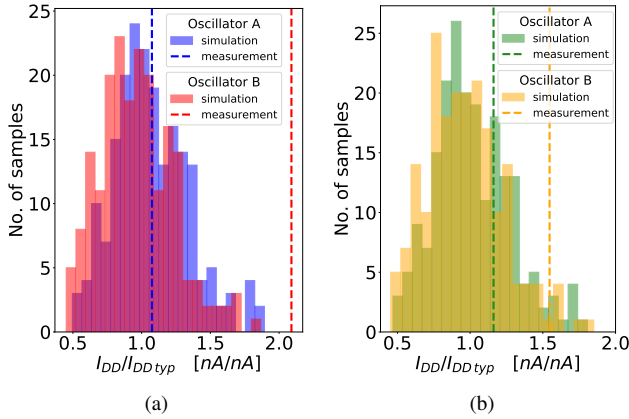 25
20
15
10
5
0
No. of samples
Oscillator A
simulation
measurement
Oscillator B
simulation
measurement
0.5 1.0 1.5 2.0
I_DD/I_DD typ [nA/nA]
(a)
25
20
15
10
5
0
No. of samples
Oscillator A
simulation
measurement
Oscillator B
simulation
measurement
0.5 1.0 1.5 2.0
I_DD/I_DD typ [nA/nA]
(b)